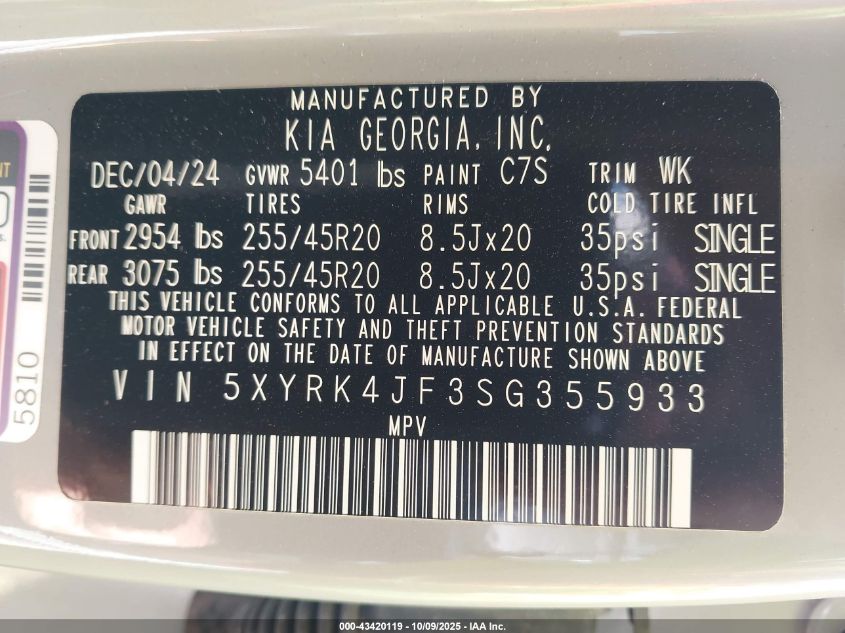 MANUFACTURED BY
KIA GEORGIA, INC.
DEC/04/24 GVWR 5401 lbs PAINT C7S TRIM WK
GAWR TIRES RIMS COLD TIRE INFL
FRONT 2954 lbs 255/45R20 8.5Jx20 35psi SINGLE
REAR 3075 lbs 255/45R20 8.5Jx20 35psi SINGLE
THIS VEHICLE CONFORMS TO ALL APPLICABLE U.S.A. FEDERAL
MOTOR VEHICLE SAFETY AND THEFT PREVENTION STANDARDS
IN EFFECT ON THE DATE OF MANUFACTURE SHOWN ABOVE
VIN 5XYRK4JF3SG355933
MPV
5810
000-43420119 - 10/09/2025 - IAA Inc.